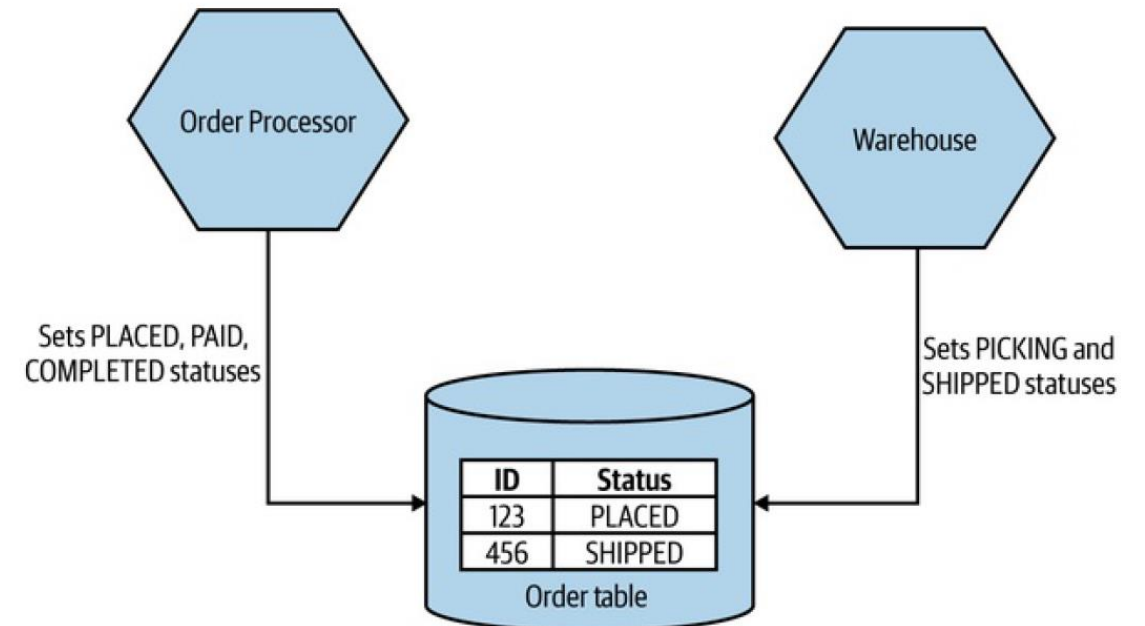 Order Processor
Warehouse
Sets PLACED, PAID,
COMPLETED statuses
Sets PICKING and
SHIPPED statuses
ID Status
123 PLACED
456 SHIPPED
Order table